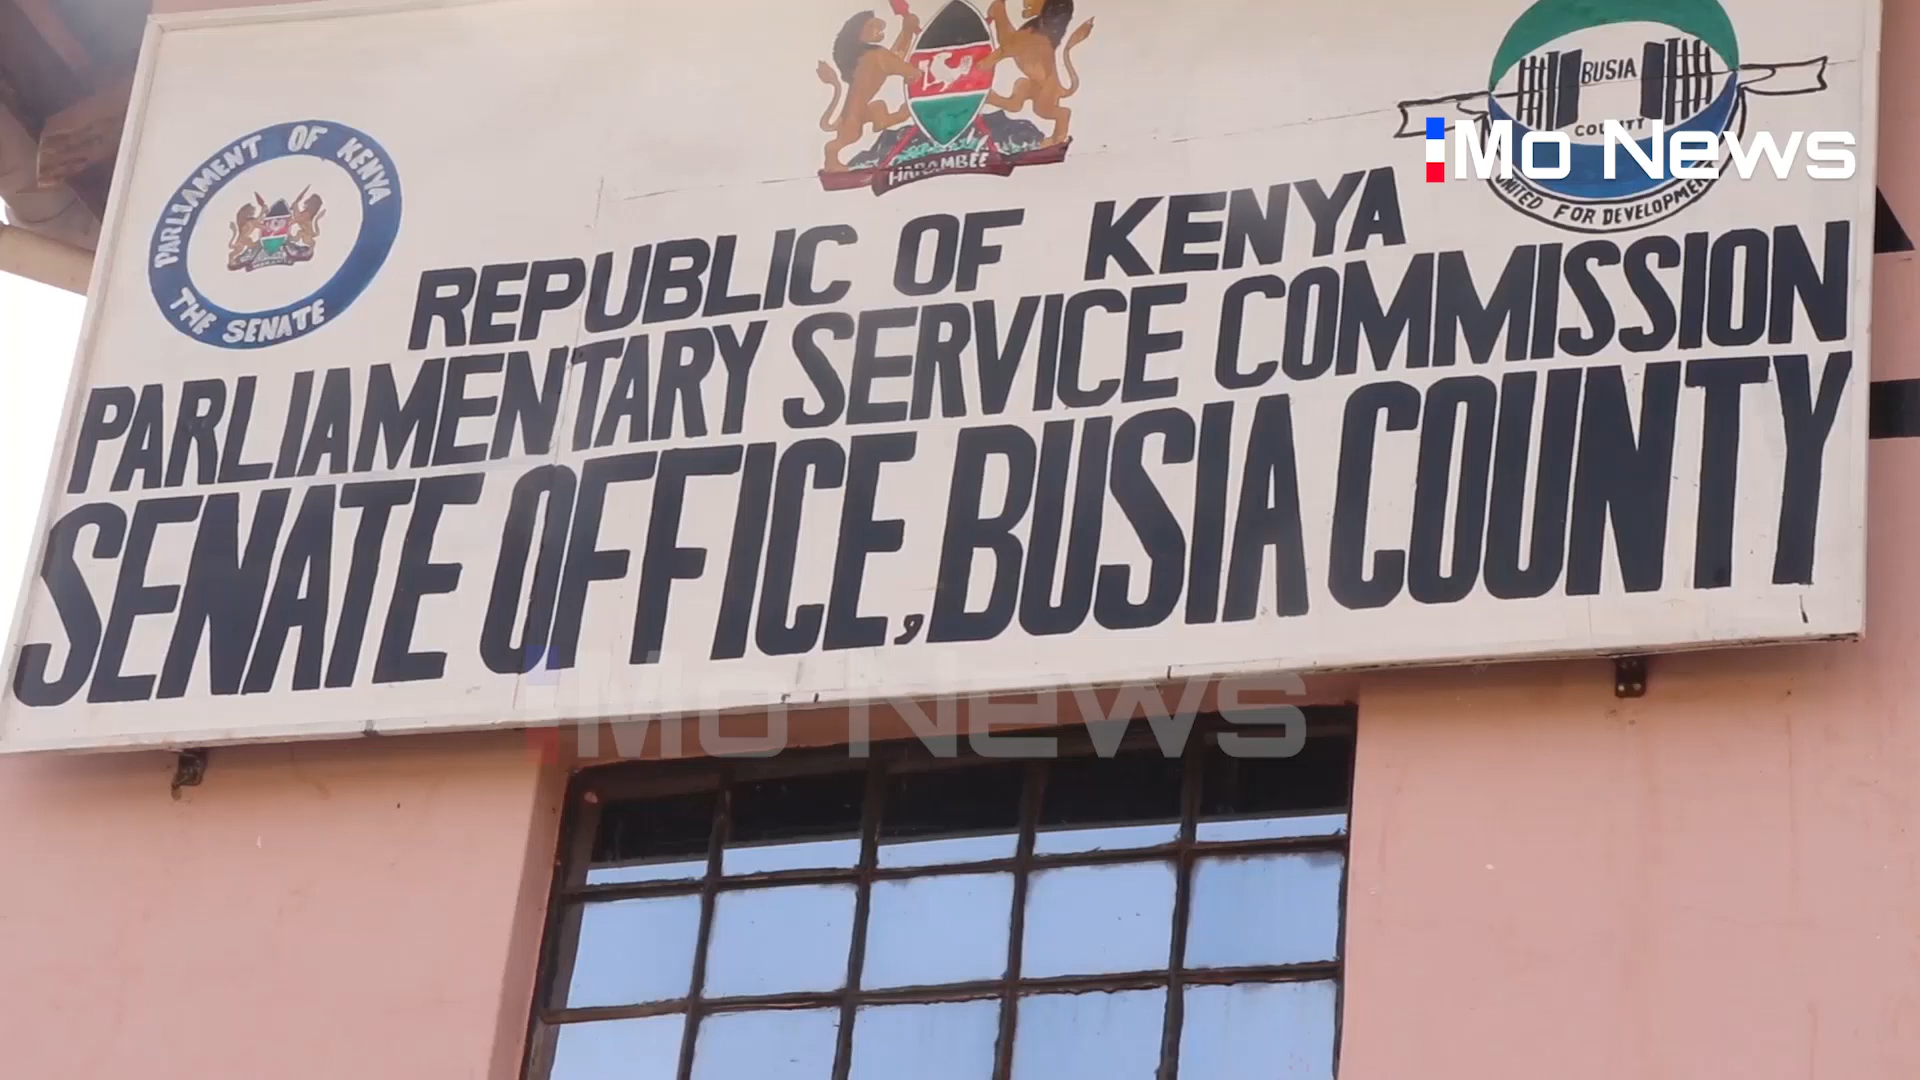 PARLIAMENT OF KENYA
THE SENATE
HARAMBEE
BUSIA
COUNTY
UNITED FOR DEVELOPMENT
Mo News
REPUBLIC OF KENYA
PARLIAMENTARY SERVICE COMMISSION
SENATE OFFICE, BUSIA COUNTY
Mo News